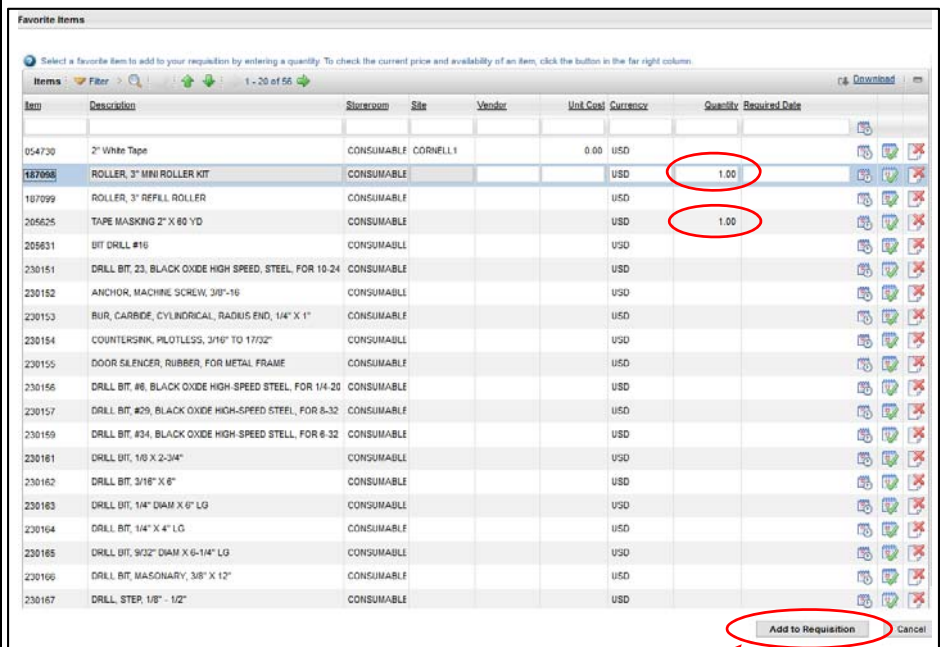 Favorite Items
Select a favorite item to add to your requisition by entering a quantity. To check the current price and availability of an item, click the button in the far right column.
Items Filter 1 - 20 of 56 Download
Item Description Storeroom Site Vendor Unit Cost Currency Quantity Required Date
054730 2" White Tape CONSUMABLE CORNELL1 0.00 USD
187098 ROLLER, 3" MINI ROLLER KIT CONSUMABLE USD 1.00
187099 ROLLER, 3" REFILL ROLLER CONSUMABLE USD
205625 TAPE MASKING 2" X 60 YD CONSUMABLE USD 1.00
205631 BIT DRILL #16 CONSUMABLE USD
230151 DRILL BIT, 23, BLACK OXIDE HIGH SPEED, STEEL, FOR 10-24 CONSUMABLE USD
230152 ANCHOR, MACHINE SCREW, 3/8"-16 CONSUMABLE USD
230153 BUR, CARBIDE, CYLINDRICAL, RADIUS END, 1/4" X 1" CONSUMABLE USD
230154 COUNTERSINK, PILOTLESS, 3/16" TO 17/32" CONSUMABLE USD
230155 DOOR SILENCER, RUBBER, FOR METAL FRAME CONSUMABLE USD
230156 DRILL BIT, #6, BLACK OXIDE HIGH-SPEED STEEL, FOR 1/4-20 CONSUMABLE USD
230157 DRILL BIT, #29, BLACK OXIDE HIGH-SPEED STEEL, FOR 8-32 CONSUMABLE USD
230159 DRILL BIT, #34, BLACK OXIDE HIGH-SPEED STELL, FOR 6-32 CONSUMABLE USD
230161 DRILL BIT, 1/8 X 2-3/4" CONSUMABLE USD
230162 DRILL BIT, 3/16" X 6" CONSUMABLE USD
230163 DRILL BIT, 1/4" DIAM X 6" LG CONSUMABLE USD
230164 DRILL BIT, 1/4" X 4" LG CONSUMABLE USD
230165 DRILL BIT, 9/32" DIAM X 6-1/4" LG CONSUMABLE USD
230166 DRILL BIT, MASONARY, 3/8" X 12" CONSUMABLE USD
230167 DRILL, STEP, 1/8" - 1/2" CONSUMABLE USD
Add to Requisition Cancel